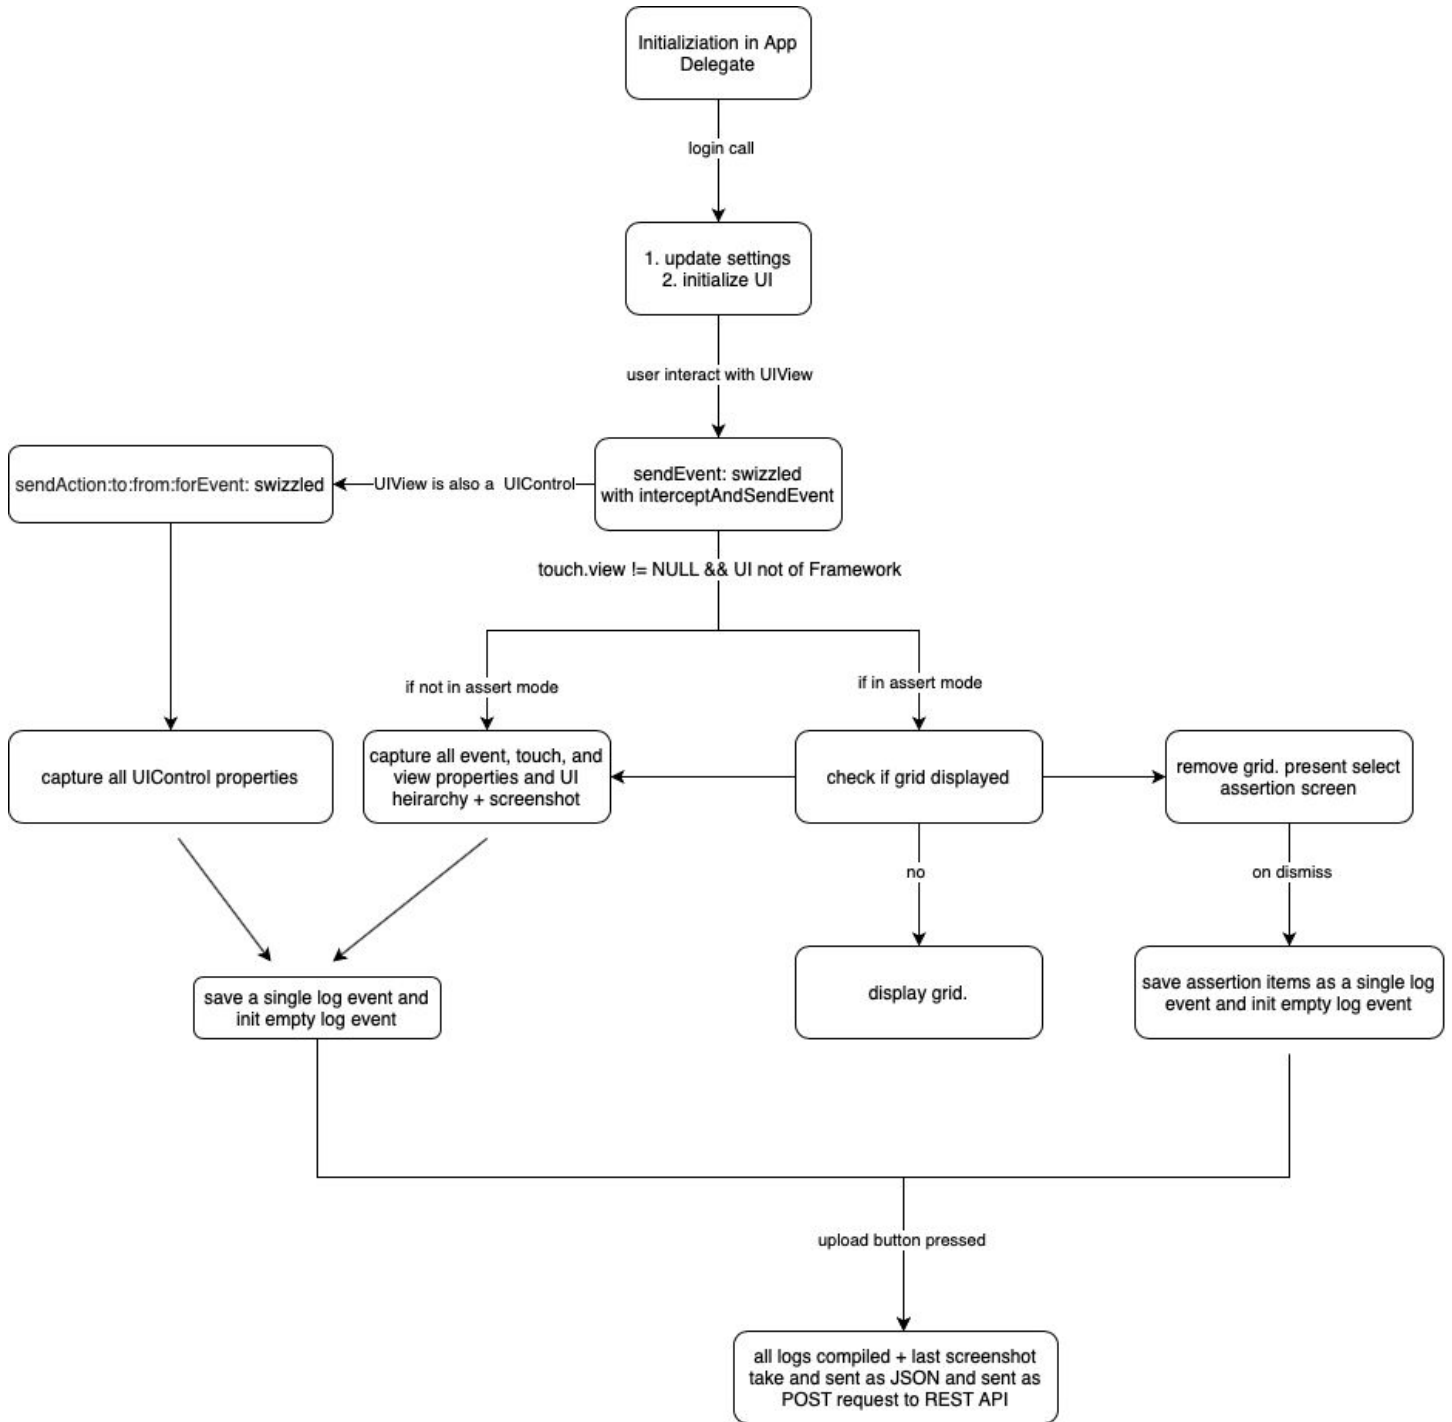 Initializiation in App
Delegate
login call
1. update settings
2. initialize UI
user interact with UIView
sendAction:to:from:forEvent: swizzled
UIView is also a UIControl
sendEvent: swizzled
with interceptAndSendEvent
touch.view != NULL && UI not of Framework
if not in assert mode
if in assert mode
capture all UIControl properties
capture all event, touch, and
view properties and UI
heirarchy + screenshot
check if grid displayed
remove grid. present select
assertion screen
no
on dismiss
save a single log event and
init empty log event
display grid.
save assertion items as a single log
event and init empty log event
upload button pressed
all logs compiled + last screenshot
take and sent as JSON and sent as
POST request to REST API